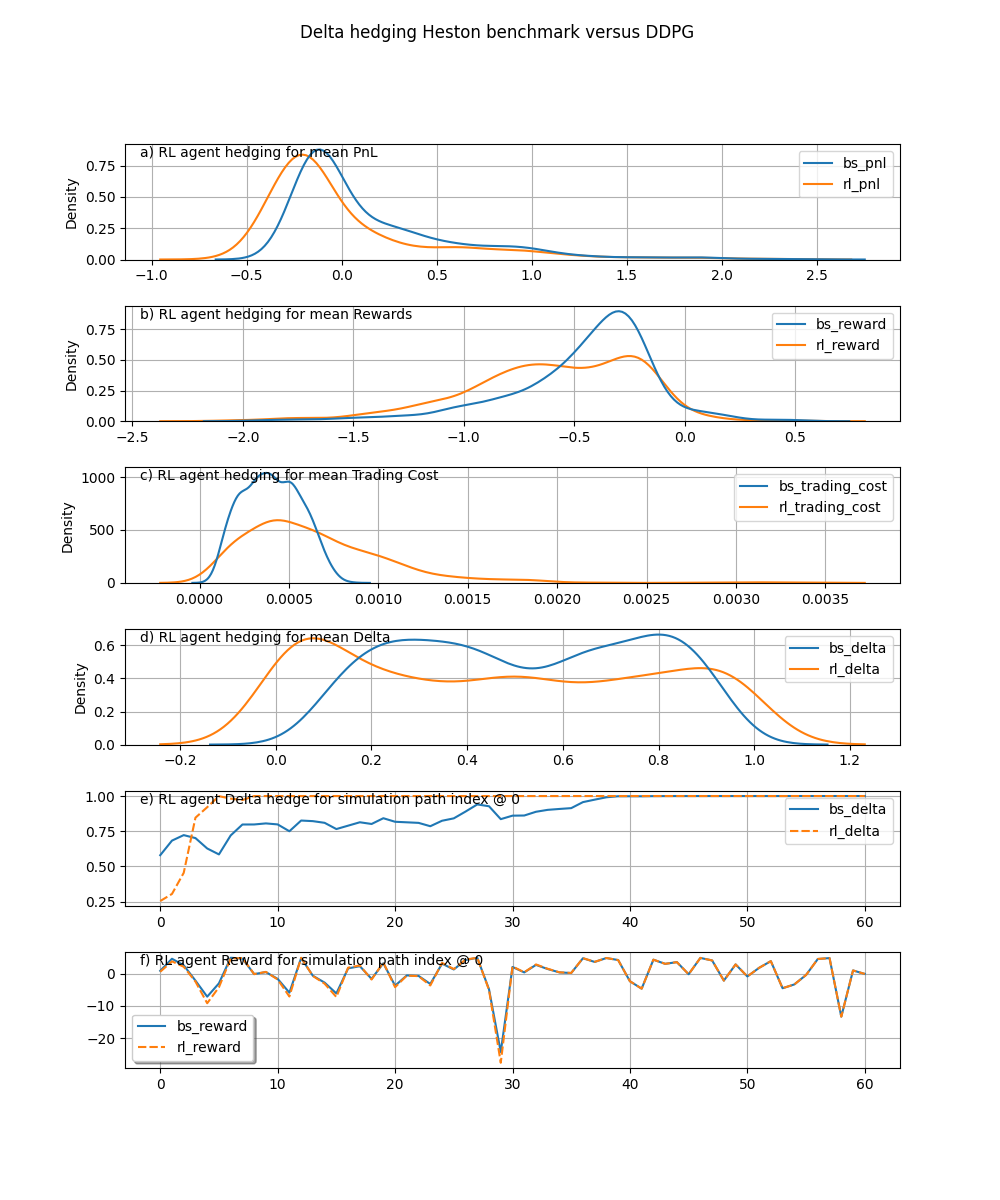 Delta hedging Heston benchmark versus DDPG
a) RL agent hedging for mean PnL
bs_pnl
rl_pnl
Density
0.75
0.50
0.25
0.00
−1.0 −0.5 0.0 0.5 1.0 1.5 2.0 2.5
b) RL agent hedging for mean Rewards
bs_reward
rl_reward
Density
0.75
0.50
0.25
0.00
−2.5 −2.0 −1.5 −1.0 −0.5 0.0 0.5
c) RL agent hedging for mean Trading Cost
bs_trading_cost
rl_trading_cost
Density
1000
500
0
0.0000 0.0005 0.0010 0.0015 0.0020 0.0025 0.0030 0.0035
d) RL agent hedging for mean Delta
bs_delta
rl_delta
Density
0.6
0.4
0.2
0.0
−0.2 0.0 0.2 0.4 0.6 0.8 1.0 1.2
e) RL agent Delta hedge for simulation path index @ 0
bs_delta
rl_delta
1.00
0.75
0.50
0.25
0 10 20 30 40 50 60
f) RL agent Reward for simulation path index @ 0
0
−10
−20
bs_reward
rl_reward
0 10 20 30 40 50 60